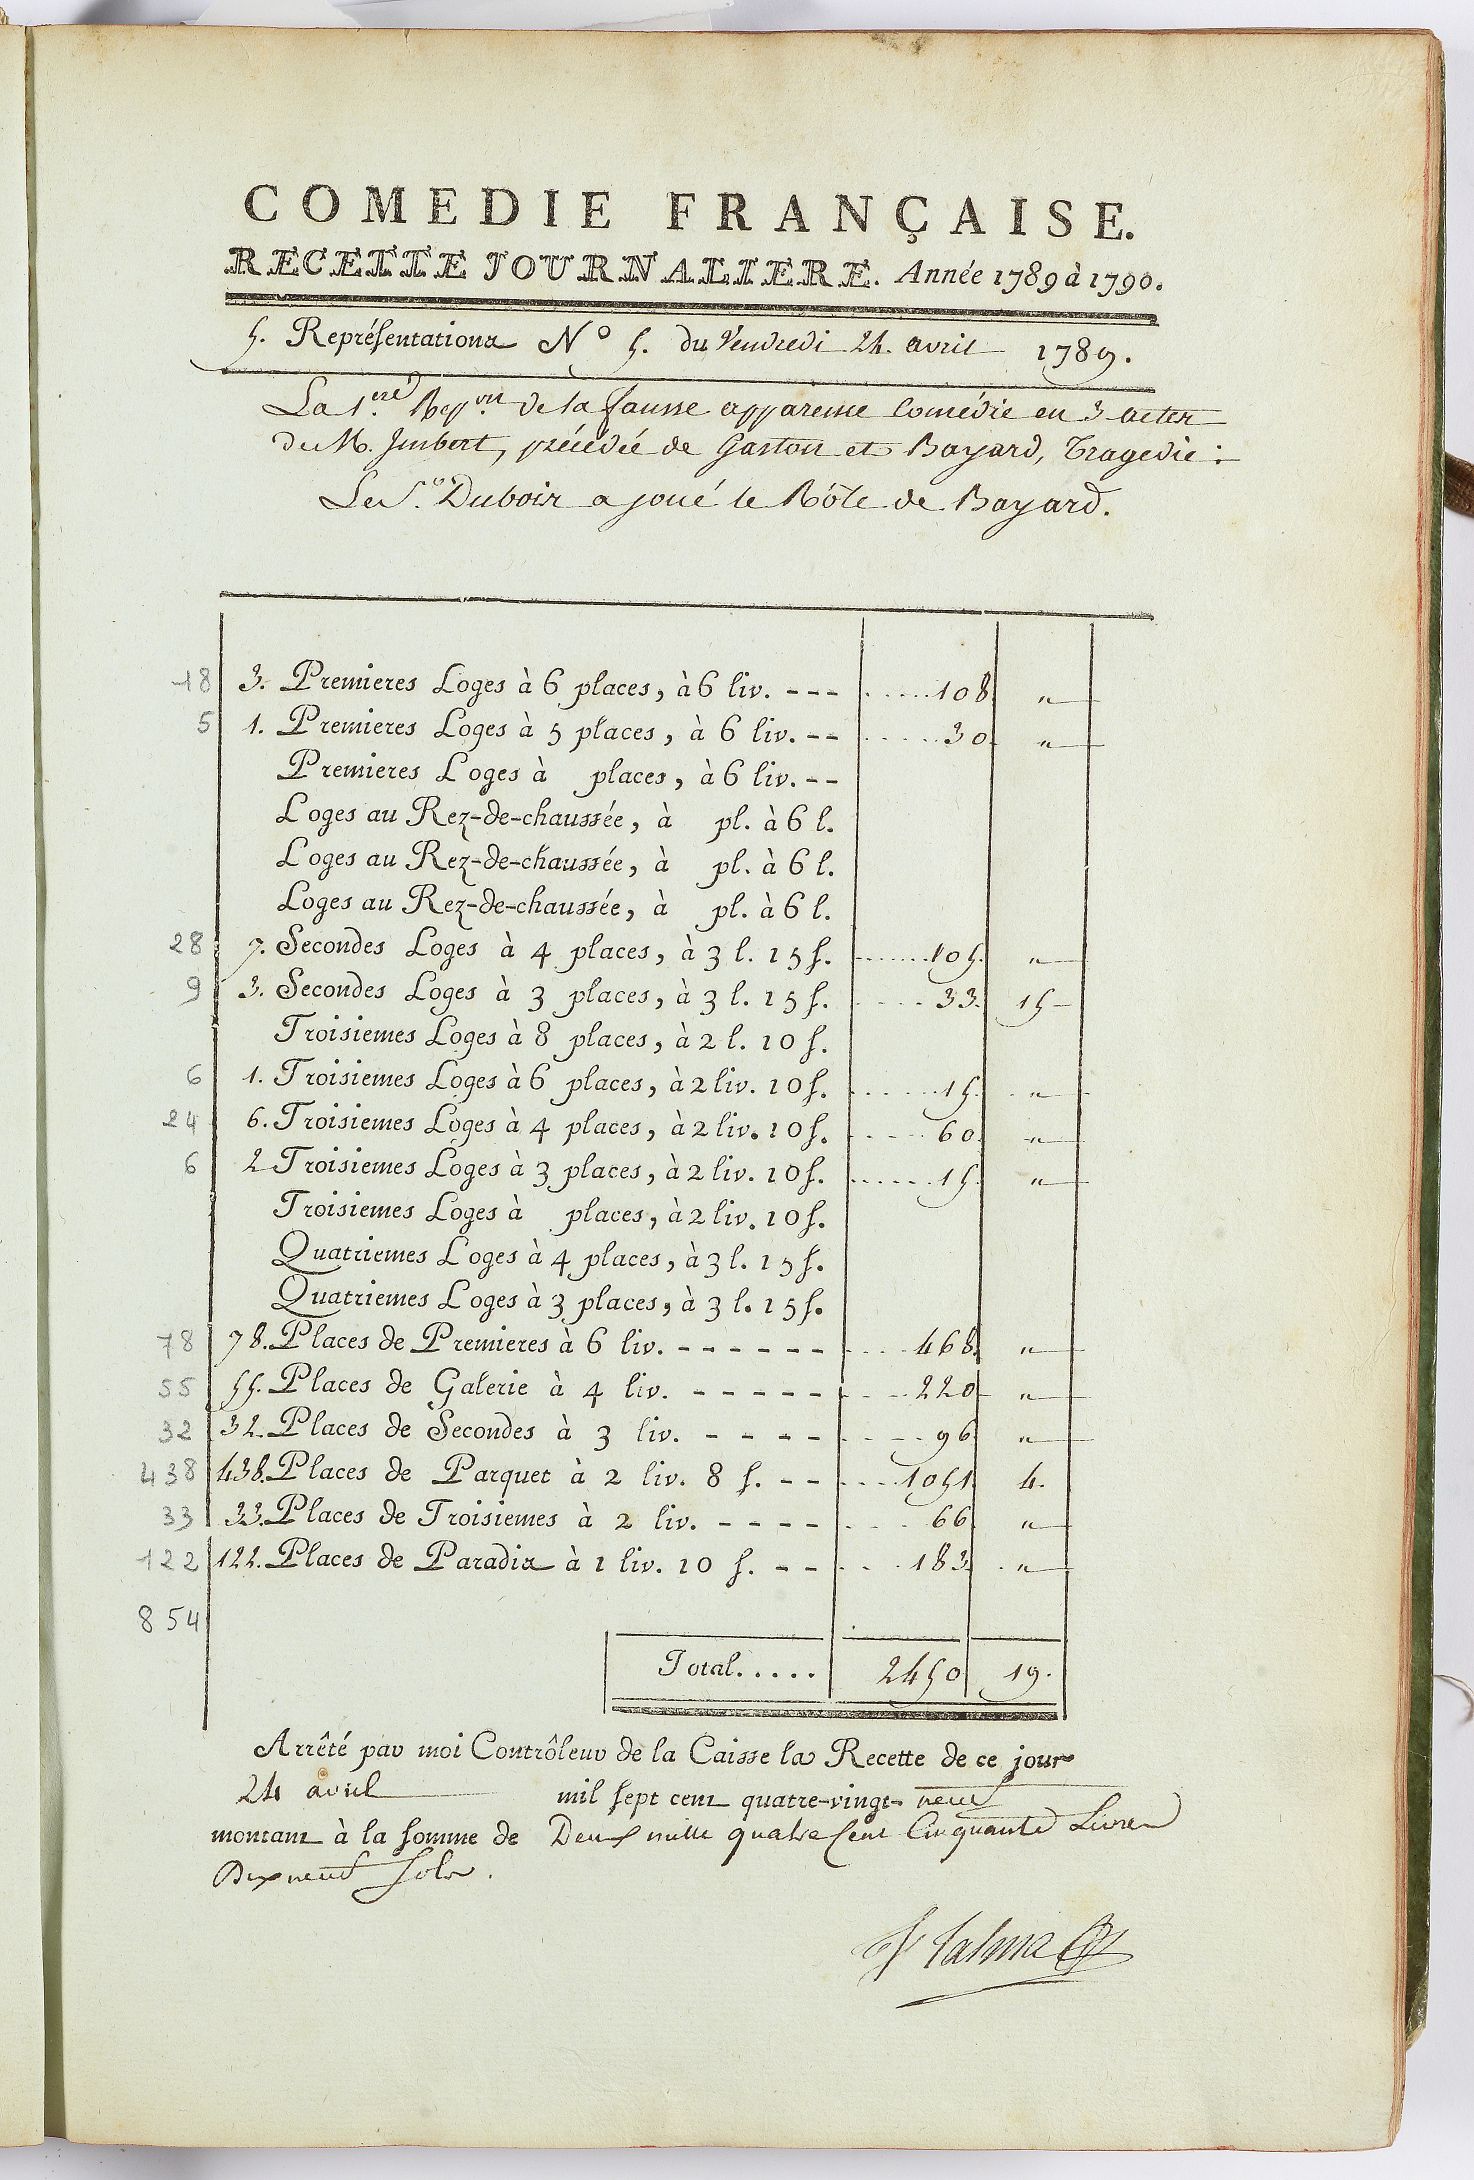 COMEDIE FRANÇAISE.
RECETTE JOURNALIERE. Année 1789 à 1790.
5. Représentation N.o 5. du Vendredi 24. avril 1789.
La 1.ere Rep.on de la fausse apparence Comédie en 3 actes
de M. Imbert, précédée de Gaston et Bayard, Tragedie :
Le S.r Dubois a joué le Rôle de Bayard.
18 3. Premieres Loges à 6 places, à 6 liv. --- ..... 108. "
5 1. Premieres Loges à 5 places, à 6 liv. -- ..... 30. "
Premieres Loges à places, à 6 liv. --
Loges au Rez-de-chaussée, à pl. à 6 l.
Loges au Rez-de-chaussée, à pl. à 6 l.
Loges au Rez-de-chaussée, à pl. à 6 l.
28 7. Secondes Loges à 4 places, à 3 l. 15 ſ. ...... 105. "
9 3. Secondes Loges à 3 places, à 3 l. 15 ſ. .... 33. 15
Troisiemes Loges à 8 places, à 2 l. 10 ſ.
6 1. Troisiemes Loges à 6 places, à 2 liv. 10 ſ. ...... 15. "
24 6. Troisiemes Loges à 4 places, à 2 liv. 10 ſ. .... 60. "
6 2 Troisiemes Loges à 3 places, à 2 liv. 10 ſ. ...... 15. "
Troisiemes Loges à places, à 2 liv. 10 ſ.
Quatriemes Loges à 4 places, à 3 l. 15 ſ.
Quatriemes Loges à 3 places, à 3 l. 15 ſ.
78 78. Places de Premieres à 6 liv. ------ ... 468. "
55 55. Places de Galerie à 4 liv. ----- ... 220 "
32 32. Places de Secondes à 3 liv. ---- .... 96 "
438 438. Places de Parquet à 2 liv. 8 ſ. -- ... 1051. 4.
33 33. Places de Troisiemes à 2 liv. ---- ... 66. "
122 122. Places de Paradis à 1 liv. 10 ſ. -- ... 183. "
854
Total..... 2450 19.
Arrêté par moi Contrôleur de la Caisse la Recette de ce jour
24 avril mil ſept cent quatre-vingt-neuf
montant à la ſomme de Deux mille quatre Cent Cinquante Livres
Dix neuf Sols.
Talma